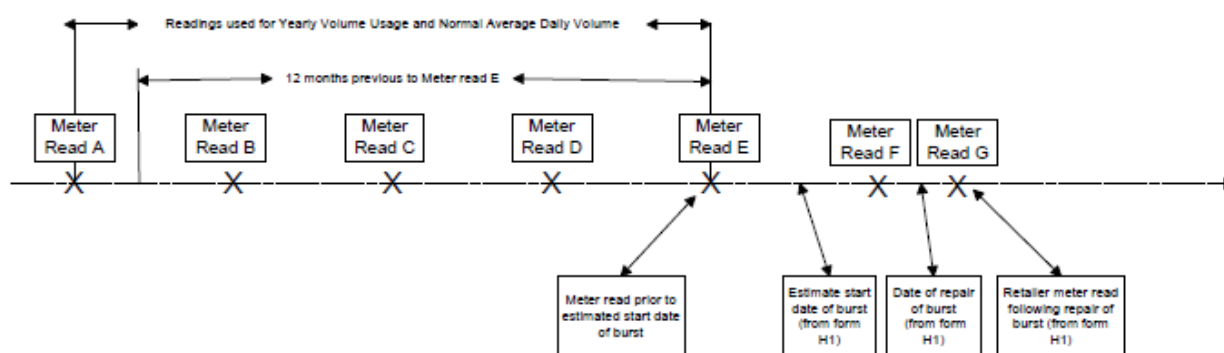 Readings used for Yearly Volume Usage and Normal Average Daily Volume
12 months previous to Meter read E
Meter
Read A
Meter
Read B
Meter
Read C
Meter
Read D
Meter
Read E
Meter
Read F
Meter
Read G
X
X
X
X
X
X
X
Meter read prior to
estimated start date
of burst
Estimate start
date of burst
(from form
H1)
Date of repair
of burst
(from form
H1)
Retailer meter read
following repair of
burst (from form
H1)